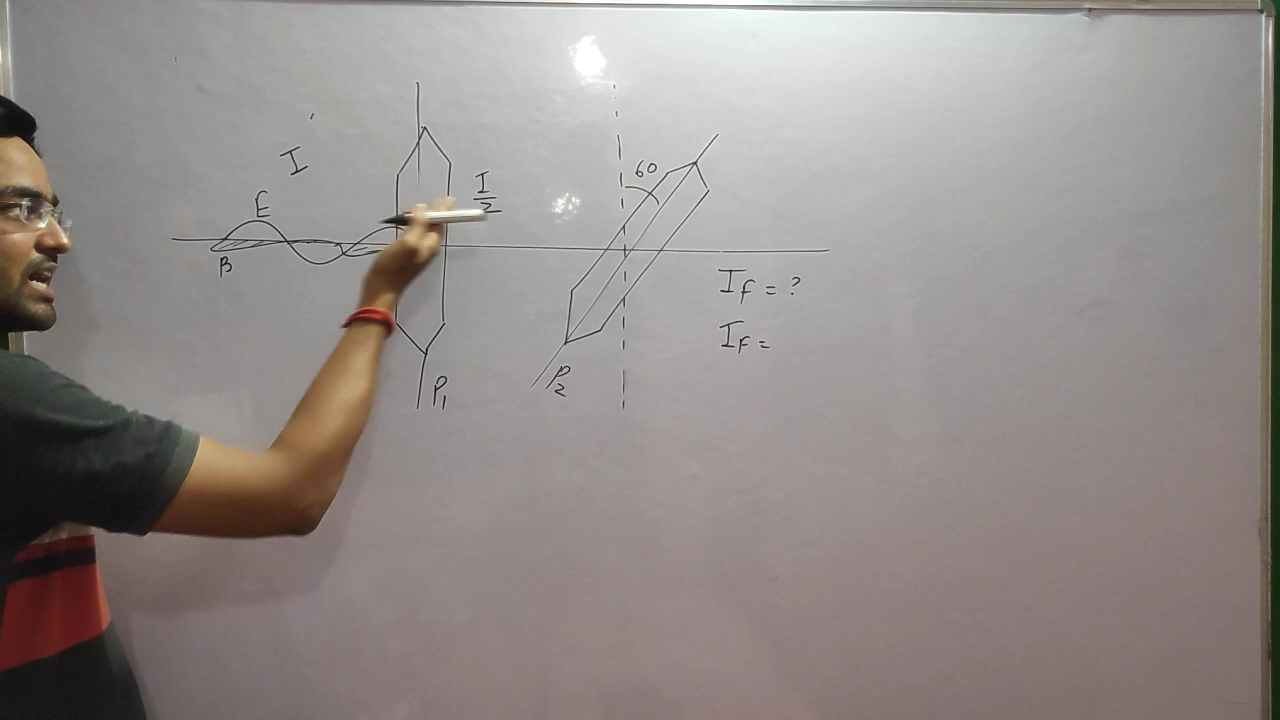 I
E
B
I/2
P1
60
P2
IF = ?
IF =